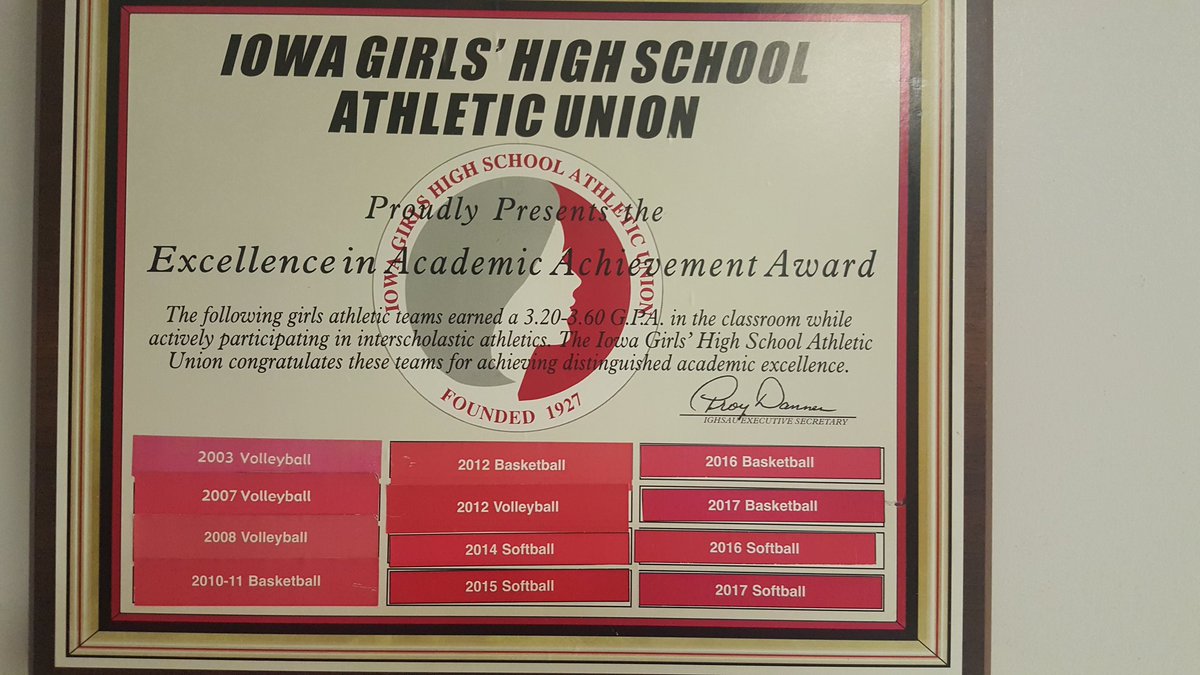 IOWA GIRLS' HIGH SCHOOL
ATHLETIC UNION
IOWA GIRLS HIGH SCHOOL ATHLETIC UNION
Proudly Presents the
Excellence in Academic Achievement Award
The following girls athletic teams earned a 3.20-3.60 G.P.A. in the classroom while
actively participating in interscholastic athletics. The Iowa Girls' High School Athletic
Union congratulates these teams for achieving distinguished academic excellence.
FOUNDED 1927
Troy Dannen
IGHSAU EXECUTIVE SECRETARY
2003 Volleyball
2007 Volleyball
2008 Volleyball
2010-11 Basketball
2012 Basketball
2012 Volleyball
2014 Softball
2015 Softball
2016 Basketball
2017 Basketball
2016 Softball
2017 Softball